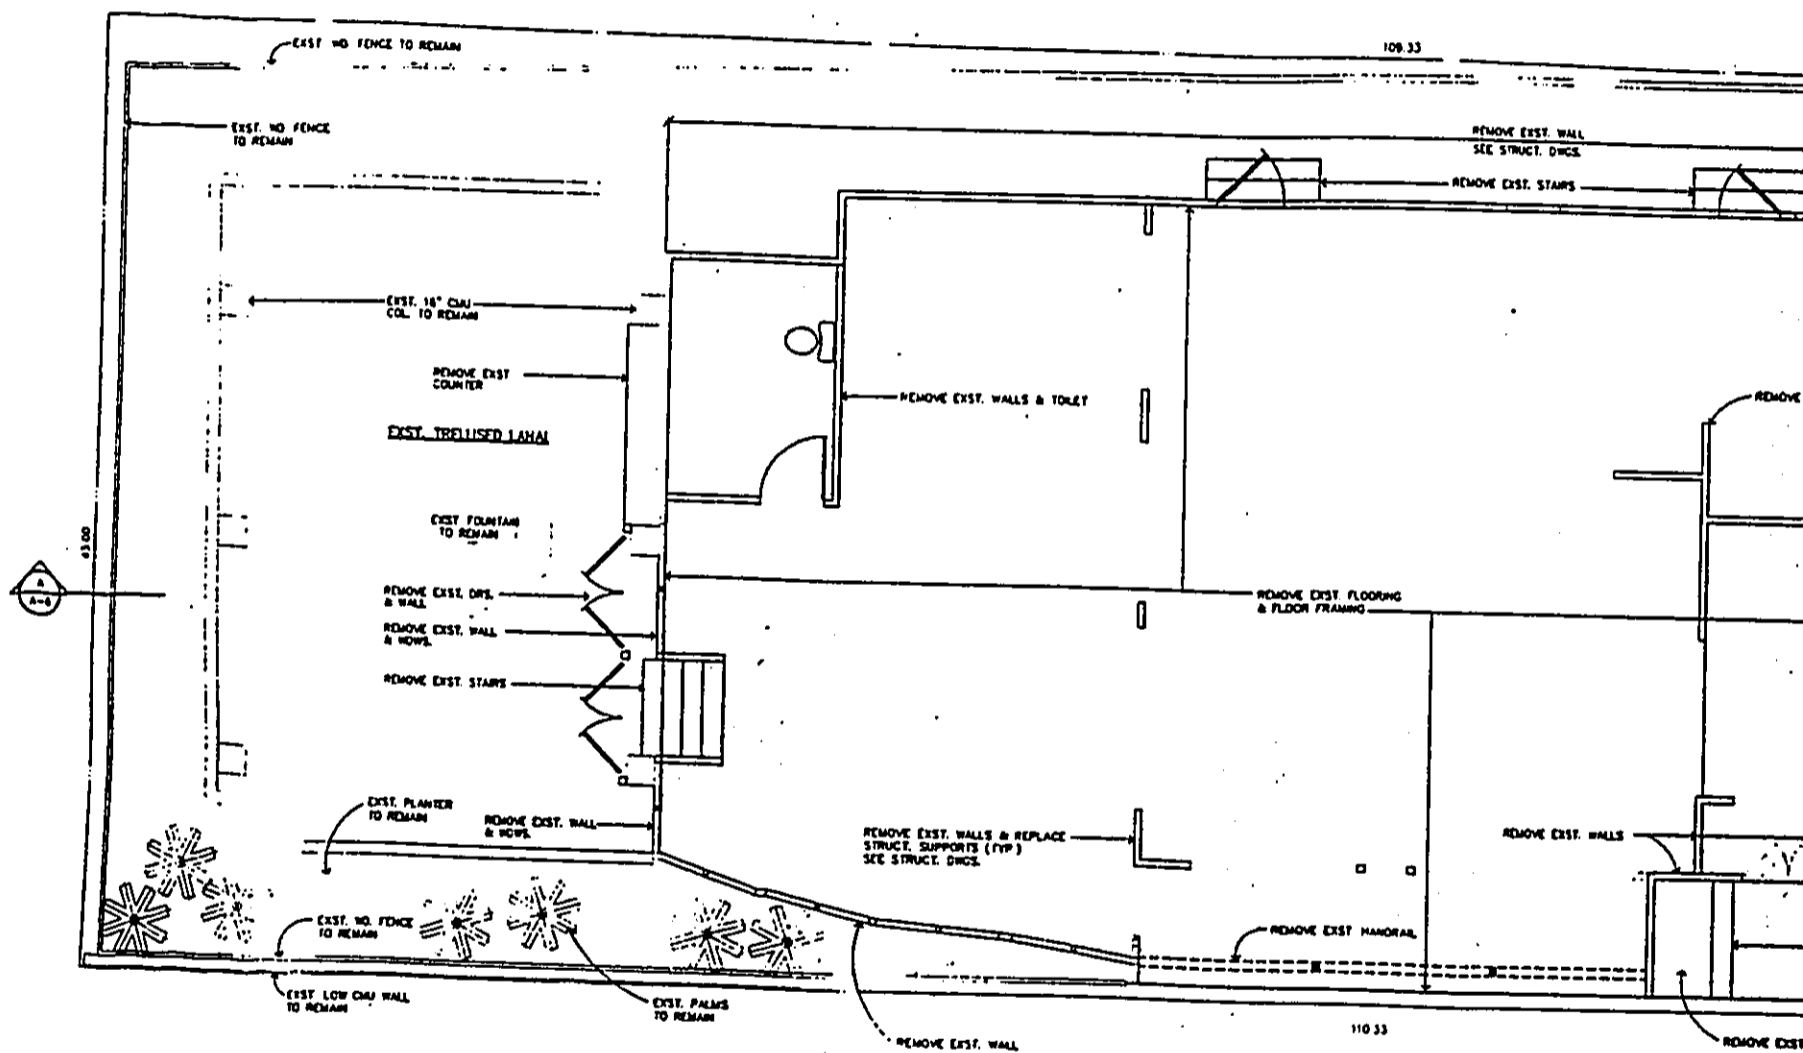 EXST. WD. FENCE TO REMAIN
109.33
EXST. WD. FENCE
TO REMAIN
REMOVE EXST. WALL
SEE STRUCT. DWGS.
REMOVE EXST. STAIRS
EXST. 16" CMU
COL. TO REMAIN
REMOVE EXST
COUNTER
REMOVE EXST. WALLS & TOILET
REMOVE
EXST. TRELLISED LANAI
EXST FOUNTAIN
TO REMAIN
43.00
A
A-6
REMOVE EXST. DRS.
& WALL
REMOVE EXST. FLOORING
& FLOOR FRAMING
REMOVE EXST. WALL
& WDWS.
REMOVE EXST. STAIRS
EXST. PLANTER
TO REMAIN
REMOVE EXST. WALL
& WDWS.
REMOVE EXST. WALLS & REPLACE
STRUCT. SUPPORTS (TYP.)
SEE STRUCT. DWGS.
REMOVE EXST. WALLS
EXST. WD. FENCE
TO REMAIN
REMOVE EXST HANDRAIL
EXST. LOW CMU WALL
TO REMAIN
EXST. PALMS
TO REMAIN
110.33
REMOVE EXST. WALL
REMOVE EXST